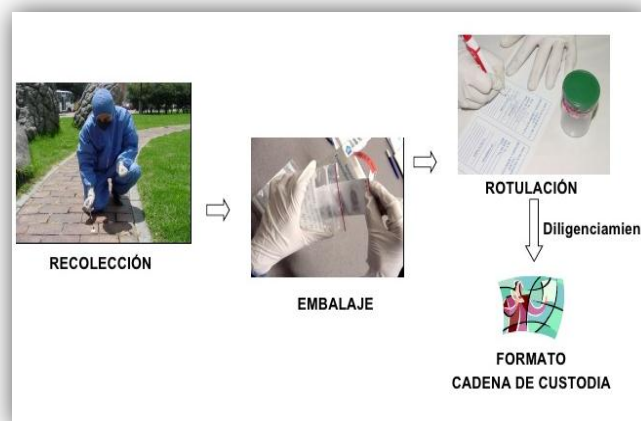 RECOLECCIÓN
EMBALAJE
ROTULACIÓN
Diligenciamien
FORMATO
CADENA DE CUSTODIA